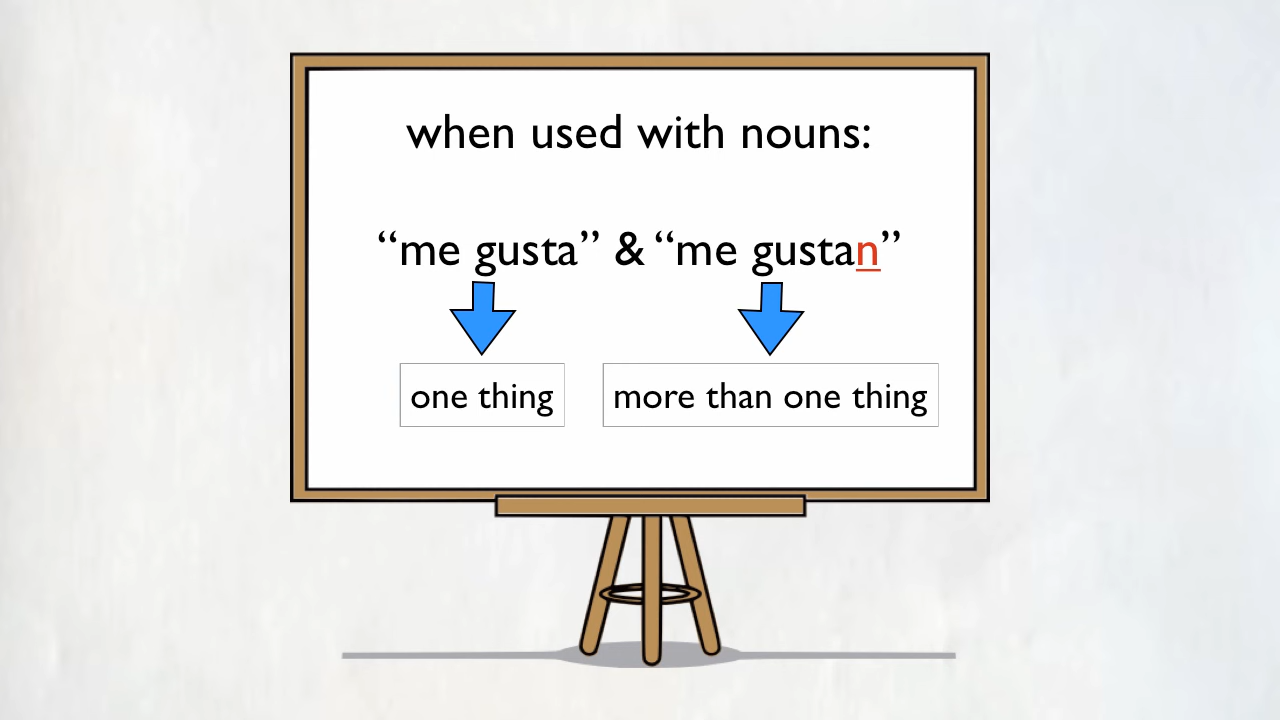 when used with nouns:
“me gusta” & “me gustan”
one thing
more than one thing